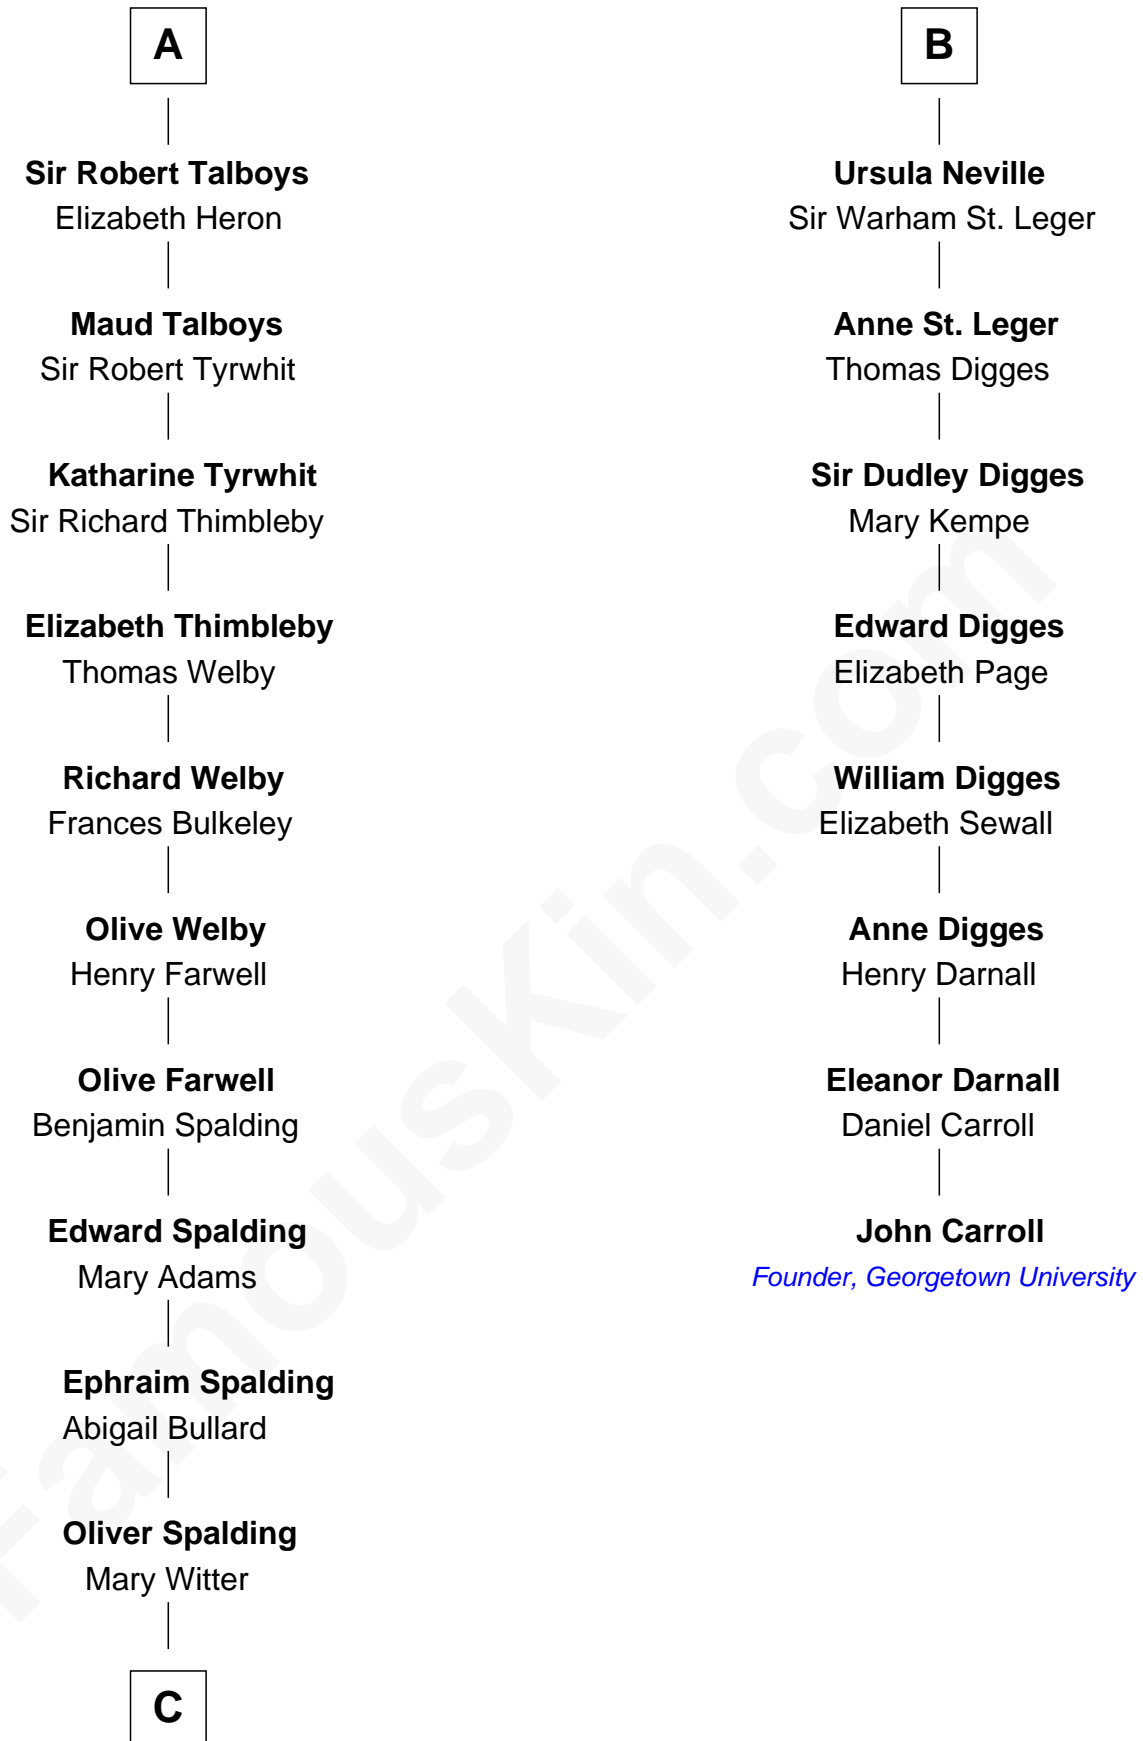 A
Sir Robert Talboys
Elizabeth Heron
Maud Talboys
Sir Robert Tyrwhit
Katharine Tyrwhit
Sir Richard Thimbleby
Elizabeth Thimbleby
Thomas Welby
Richard Welby
Frances Bulkeley
Olive Welby
Henry Farwell
Olive Farwell
Benjamin Spalding
Edward Spalding
Mary Adams
Ephraim Spalding
Abigail Bullard
Oliver Spalding
Mary Witter
C
B
Ursula Neville
Sir Warham St. Leger
Anne St. Leger
Thomas Digges
Sir Dudley Digges
Mary Kempe
Edward Digges
Elizabeth Page
William Digges
Elizabeth Sewall
Anne Digges
Henry Darnall
Eleanor Darnall
Daniel Carroll
John Carroll
Founder, Georgetown University
FamousKin.com